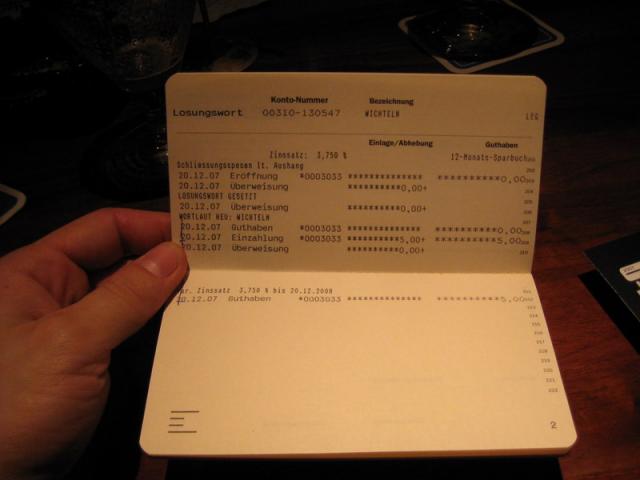 Konto-Nummer Bezeichnung
Losungswort 00310-130547 WICHTELN LEG
Einlage/Abhebung Guthaben
Zinssatz: 3,750 % 12-Monats-Sparbuch
Schliessungsspesen lt. Aushang
20.12.07 Eröffnung *0003033 ************** *********0,00
20.12.07 Überweisung *********0,00+
LOSUNGSWORT GESETZT
20.12.07 Überweisung *********0,00+
WORTLAUT NEU: WICHTELN
20.12.07 Guthaben *0003033 ************** *********0,00
20.12.07 Einzahlung *0003033 *********5,00+ *********5,00
20.12.07 Überweisung *********0,00+
Zinssatz 3,750 % bis 20.12.2008
20.12.07 Guthaben *0003033 ************** *********5,00
2